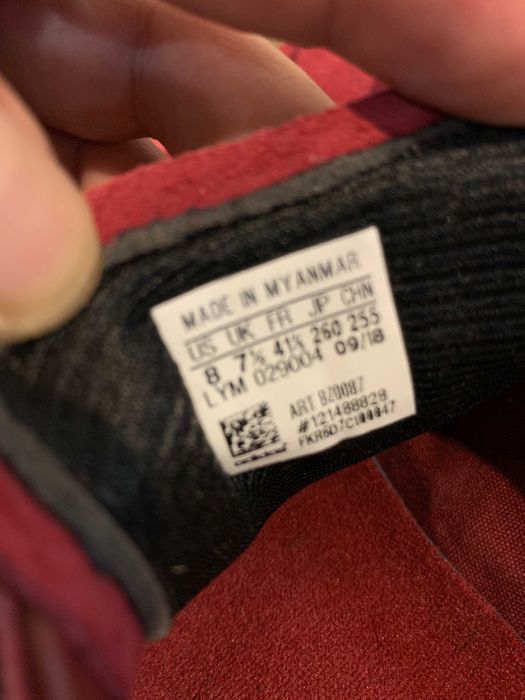 MADE IN MYANMAR
US UK FR JP CHN
8 7½ 41⅓ 260 255
LYM 029004 09/18
ART BZ0087
#121488829